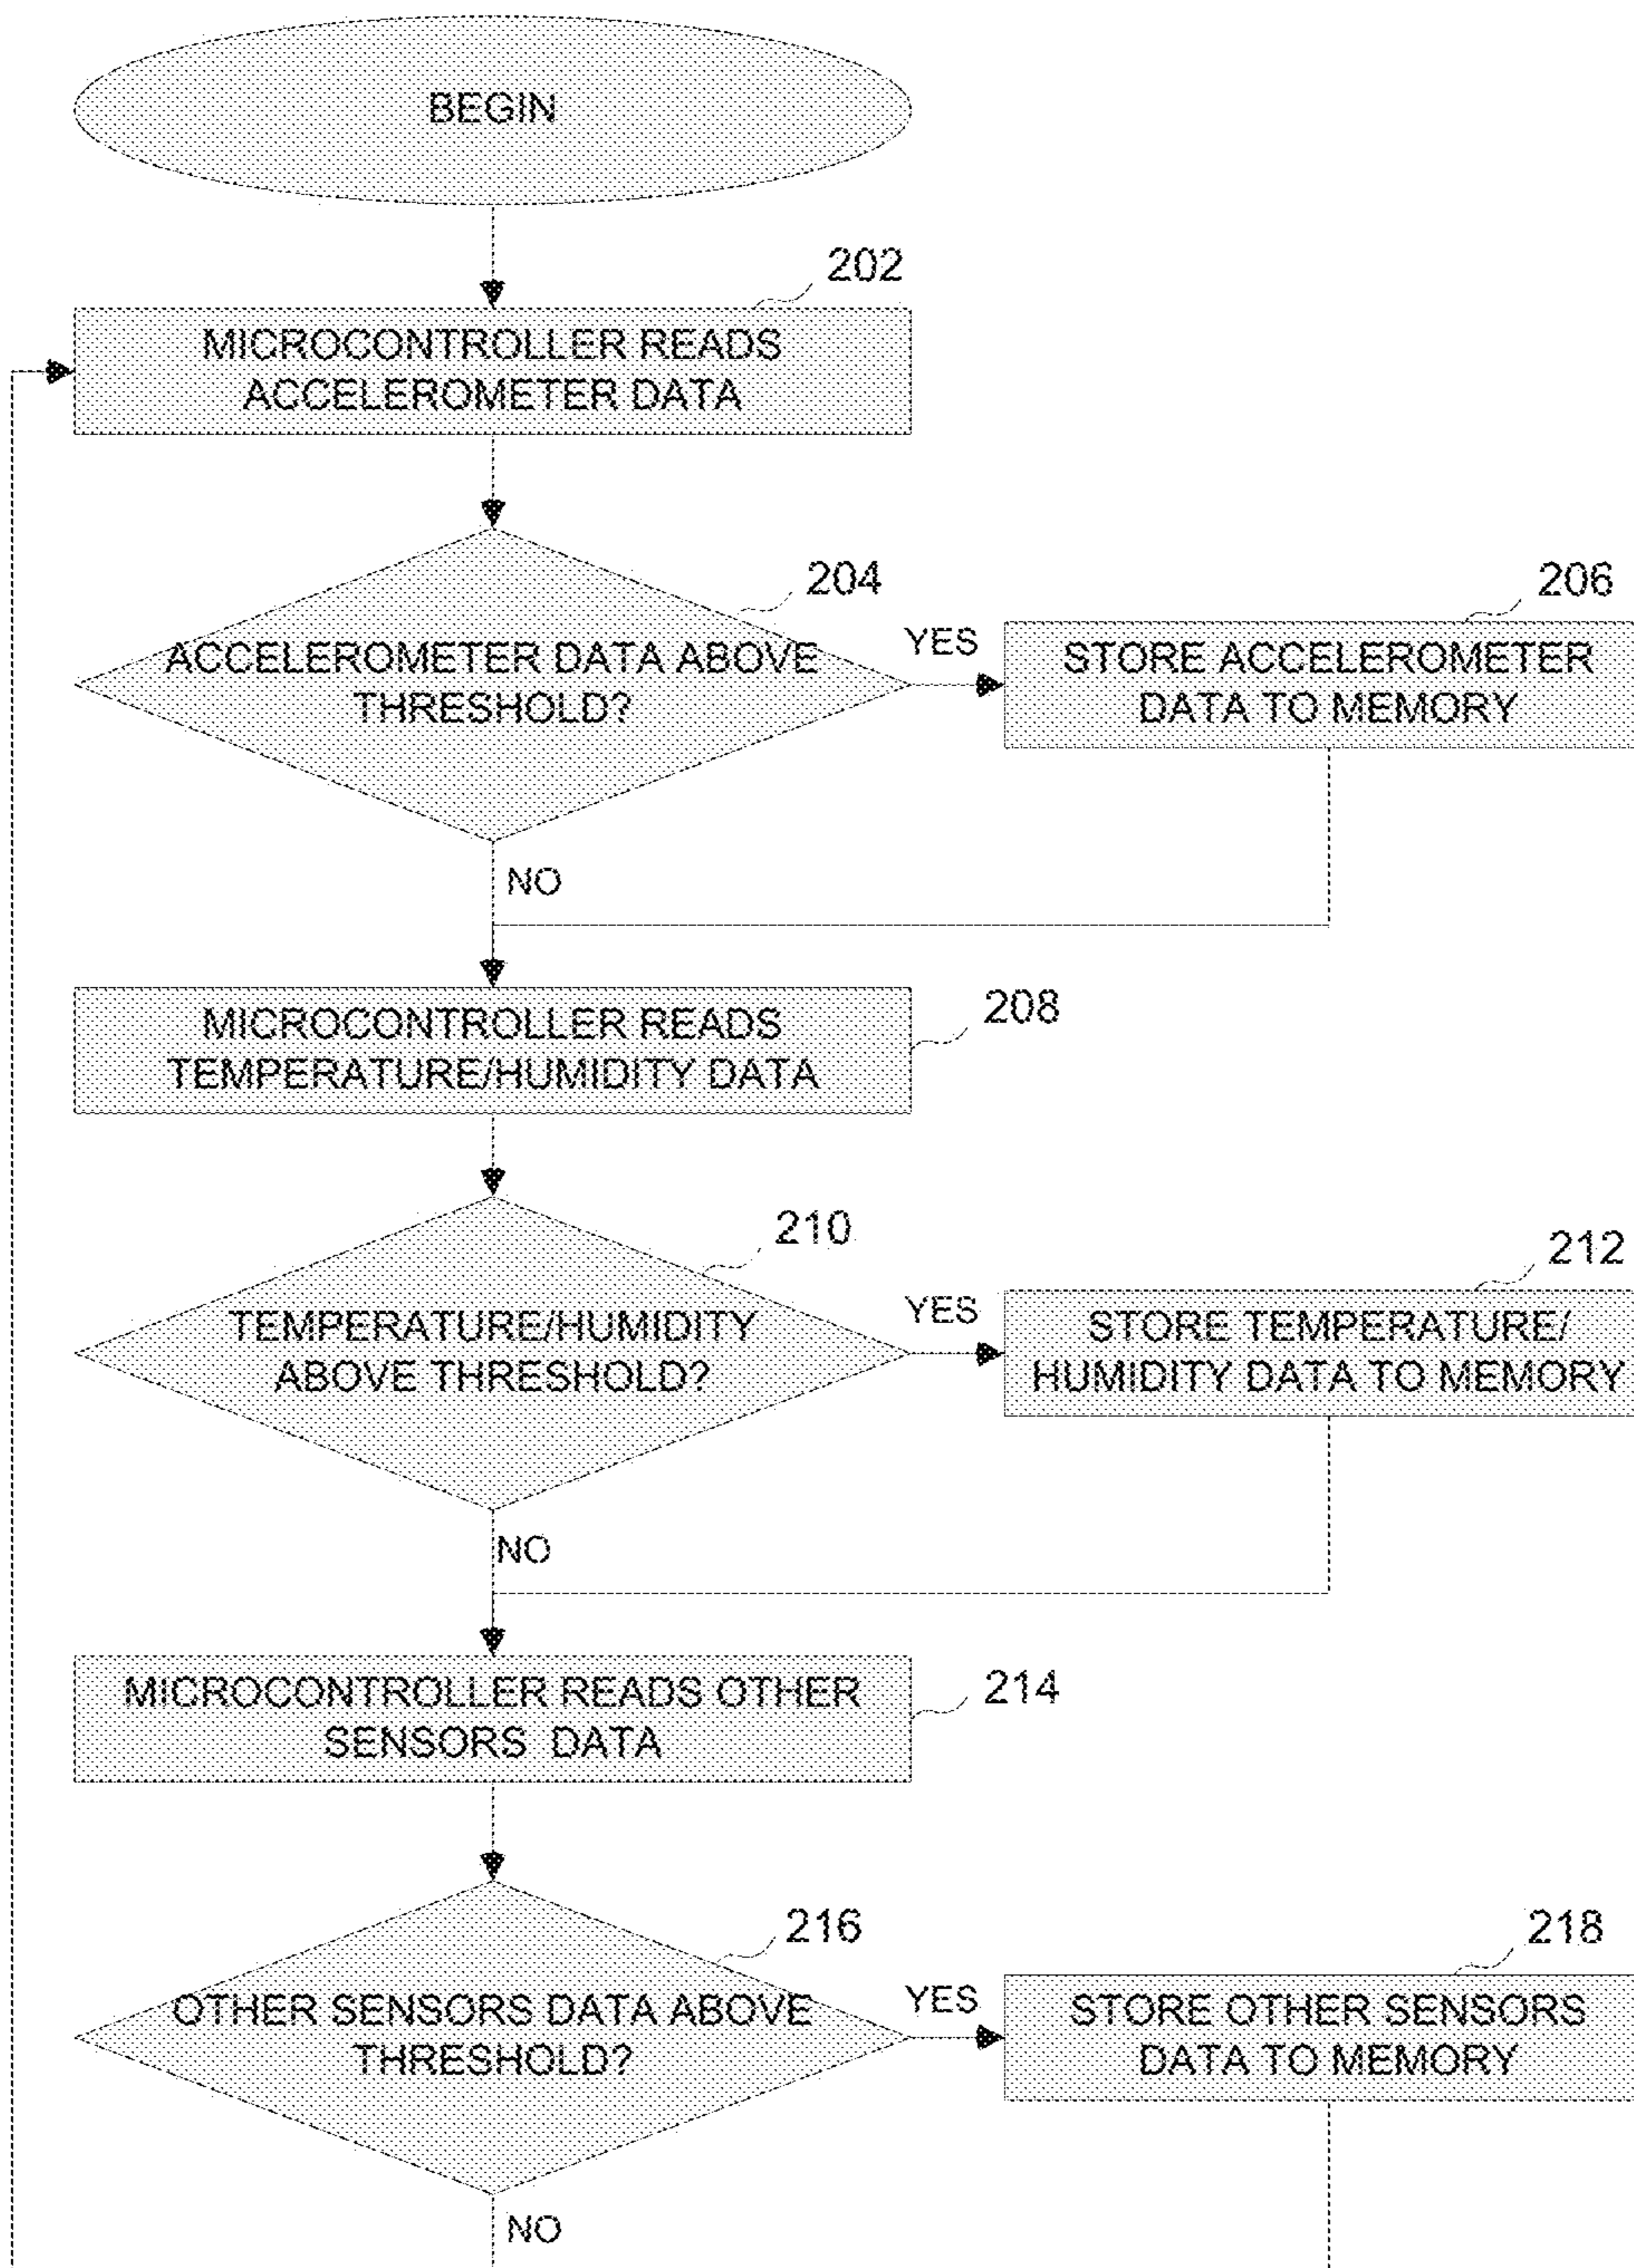 BEGIN
202
MICROCONTROLLER READS
ACCELEROMETER DATA
204
206
ACCELEROMETER DATA ABOVE
THRESHOLD?
YES
STORE ACCELEROMETER
DATA TO MEMORY
NO
MICROCONTROLLER READS
TEMPERATURE/HUMIDITY DATA
208
210
212
TEMPERATURE/HUMIDITY
ABOVE THRESHOLD?
YES
STORE TEMPERATURE/
HUMIDITY DATA TO MEMORY
NO
MICROCONTROLLER READS OTHER
SENSORS DATA
214
216
218
OTHER SENSORS DATA ABOVE
THRESHOLD?
YES
STORE OTHER SENSORS
DATA TO MEMORY
NO